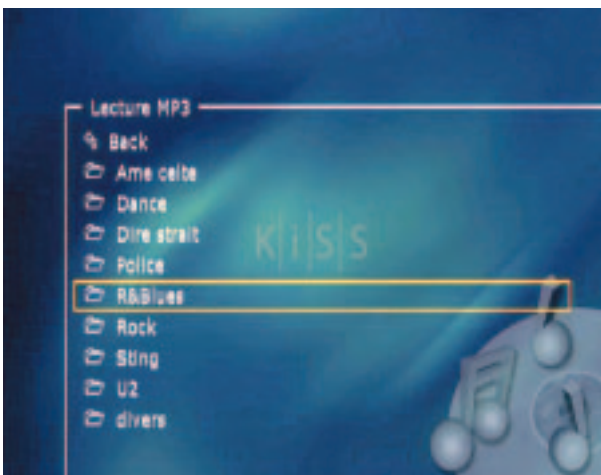 Lecture MP3
Back
Ame celte
Dance
Dire strait
KiSS
Police
R&Blues
Rock
Sting
U2
divers